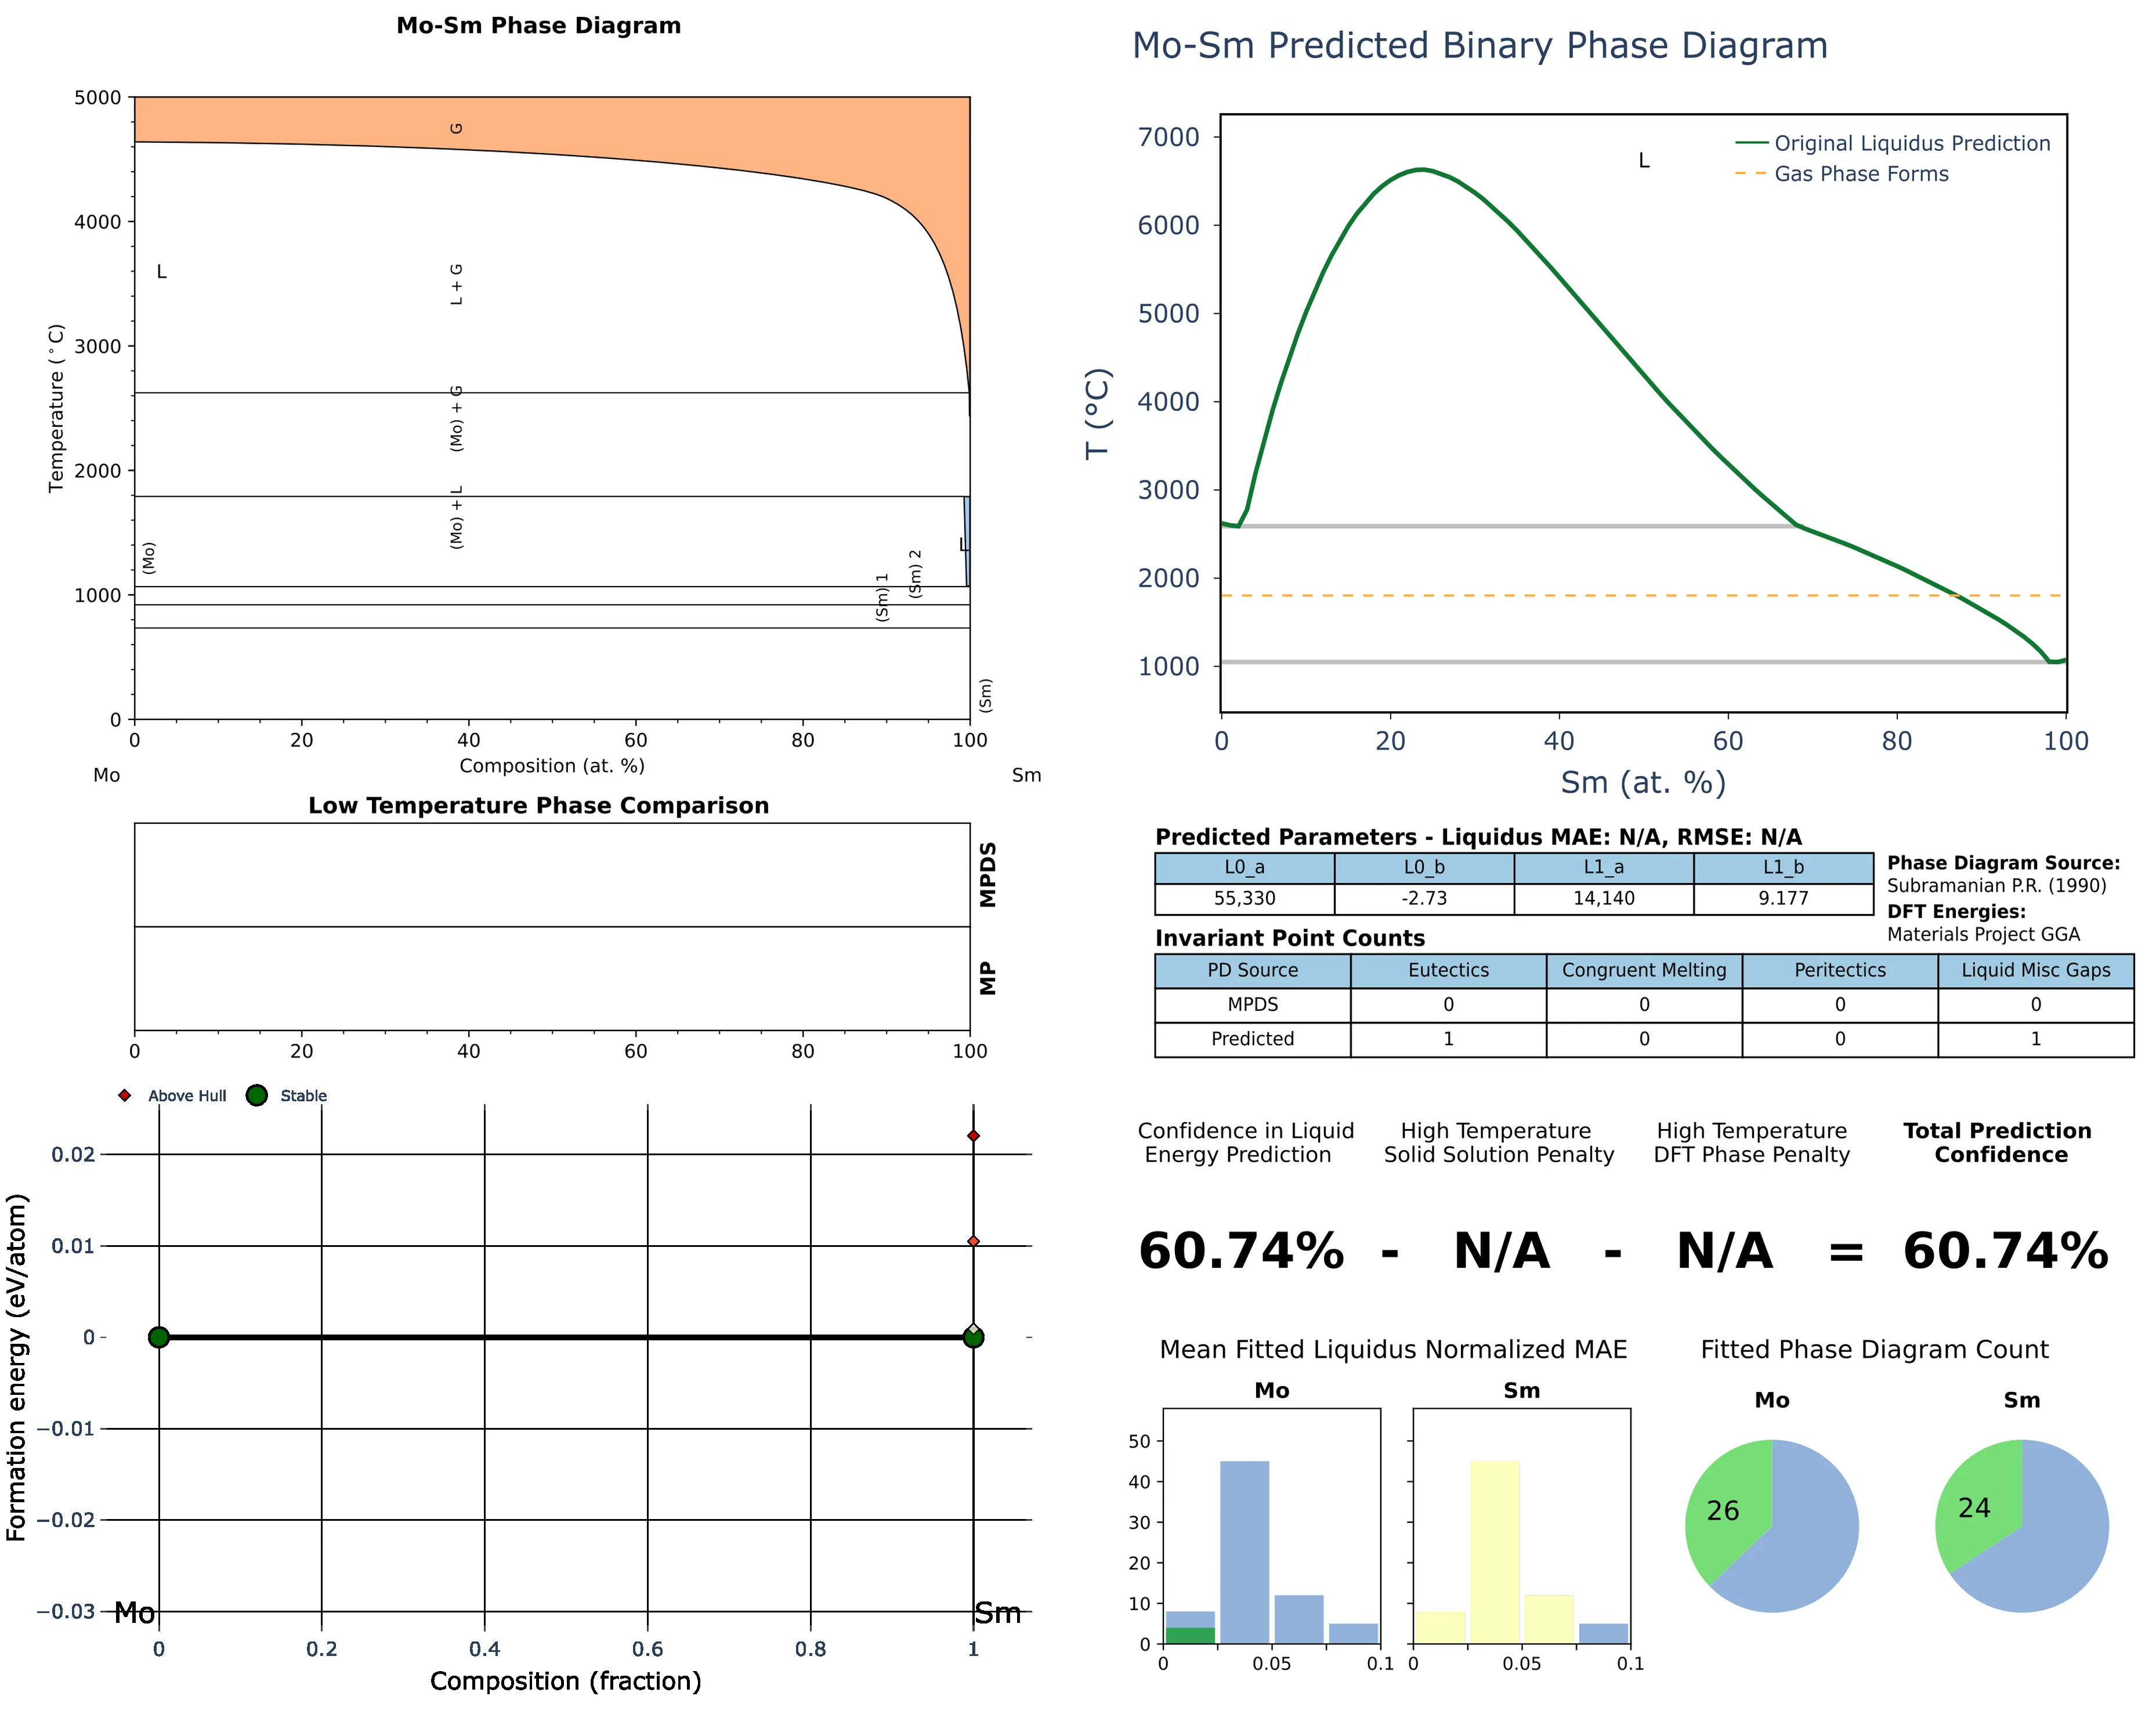 Mo-Sm Phase Diagram
5000
4000
3000
2000
1000
0
Temperature (°C)
G
L + G
L
(Mo) + G
(Mo) + L
(Mo)
(Sm) 1
(Sm) 2
L
(Sm)
0 20 40 60 80 100
Composition (at. %)
Mo
Sm
Low Temperature Phase Comparison
MPDS
MP
0 20 40 60 80 100
Above Hull
Stable
0.02
0.01
0
−0.01
−0.02
−0.03
Formation energy (eV/atom)
Mo
Sm
0 0.2 0.4 0.6 0.8 1
Composition (fraction)
Mo-Sm Predicted Binary Phase Diagram
7000
6000
5000
4000
3000
2000
1000
T (°C)
L
Original Liquidus Prediction
Gas Phase Forms
0 20 40 60 80 100
Sm (at. %)
Predicted Parameters - Liquidus MAE: N/A, RMSE: N/A
L0_a L0_b L1_a L1_b
55,330 -2.73 14,140 9.177
Phase Diagram Source:
Subramanian P.R. (1990)
DFT Energies:
Materials Project GGA
Invariant Point Counts
PD Source Eutectics Congruent Melting Peritectics Liquid Misc Gaps
MPDS 0 0 0 0
Predicted 1 0 0 1
Confidence in Liquid
Energy Prediction
High Temperature
Solid Solution Penalty
High Temperature
DFT Phase Penalty
Total Prediction
Confidence
60.74% - N/A - N/A = 60.74%
Mean Fitted Liquidus Normalized MAE
Mo
Sm
50
40
30
20
10
0
0 0.05 0.1
0 0.05 0.1
Fitted Phase Diagram Count
Mo
Sm
26
24